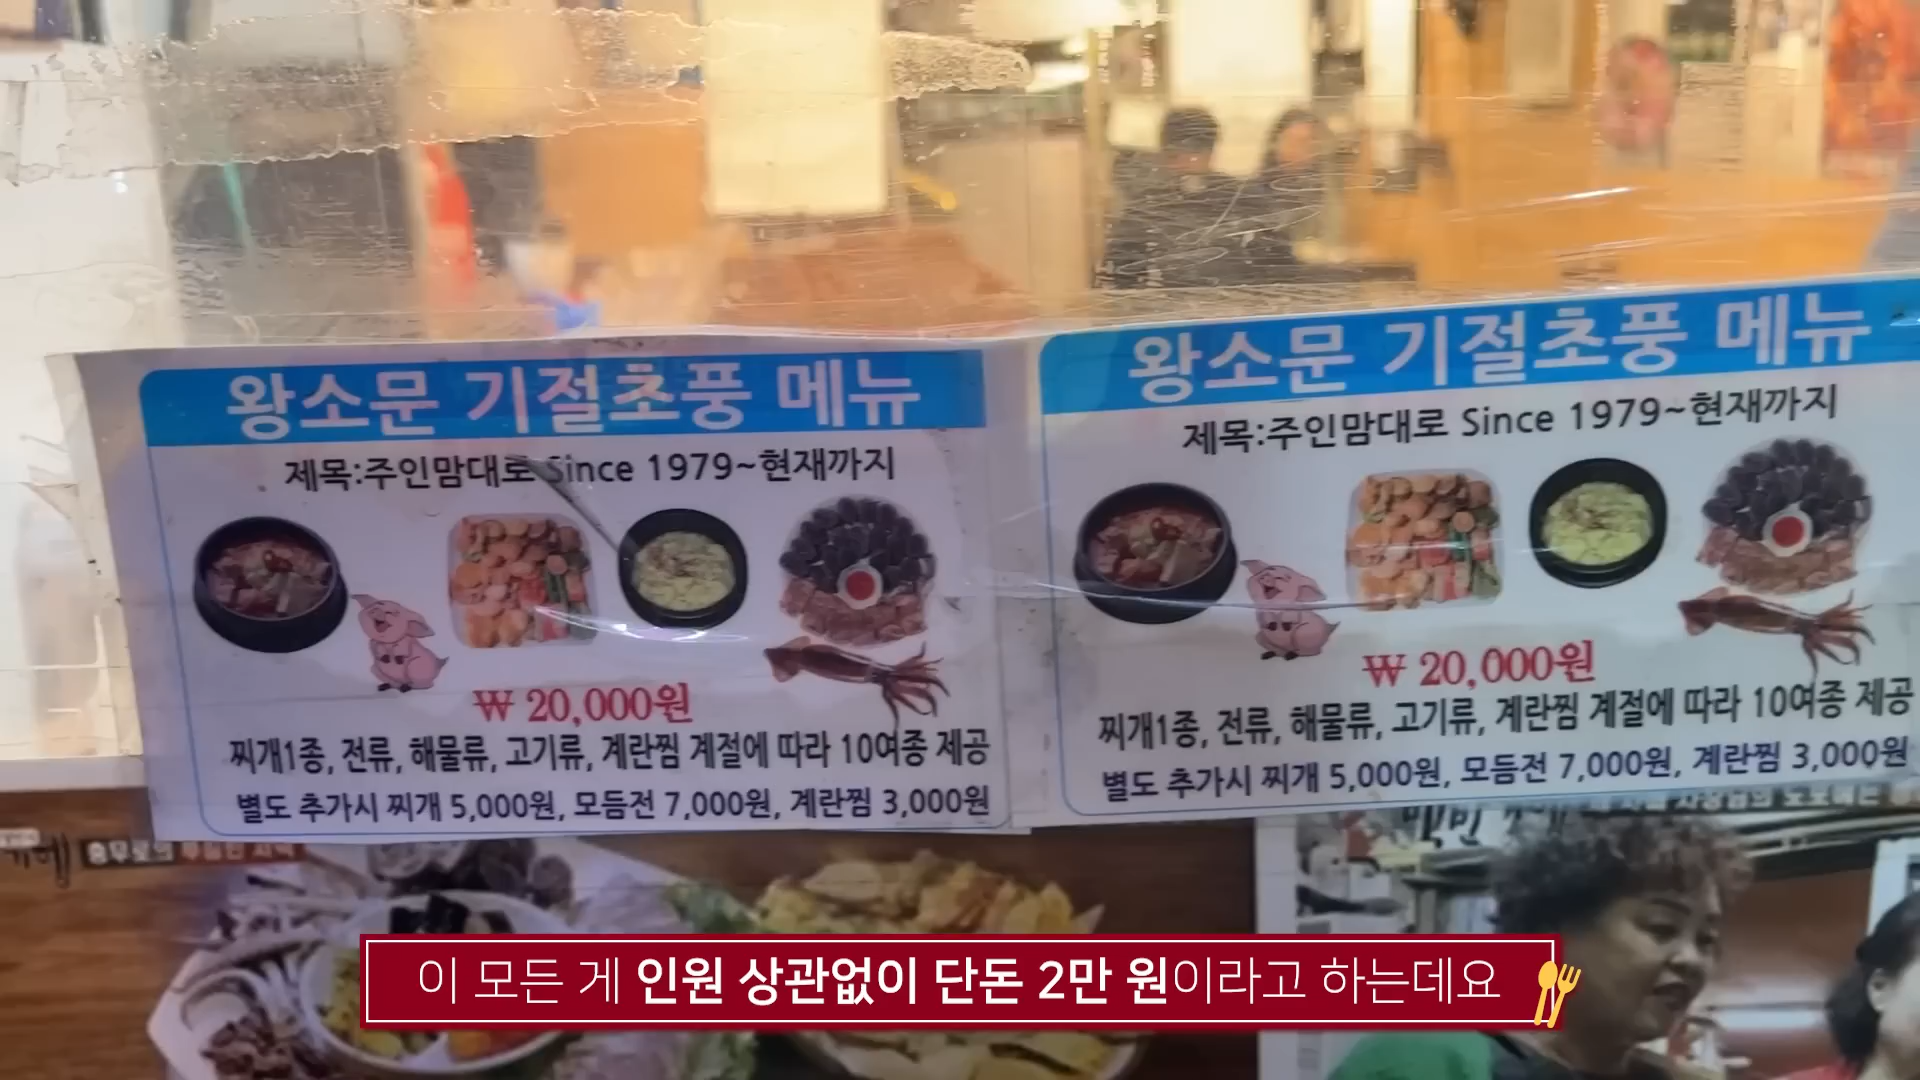 왕소문 기절초풍 메뉴
제목:주인맘대로 Since 1979~현재까지
₩ 20,000원
찌개1종, 전류, 해물류, 고기류, 계란찜 계절에 따라 10여종 제공
별도 추가시 찌개 5,000원, 모듬전 7,000원, 계란찜 3,000원
왕소문 기절초풍 메뉴
제목:주인맘대로 Since 1979~현재까지
₩ 20,000원
찌개1종, 전류, 해물류, 고기류, 계란찜 계절에 따라 10여종 제공
별도 추가시 찌개 5,000원, 모듬전 7,000원, 계란찜 3,000원
충무로의
이 모든 게 인원 상관없이 단돈 2만 원이라고 하는데요